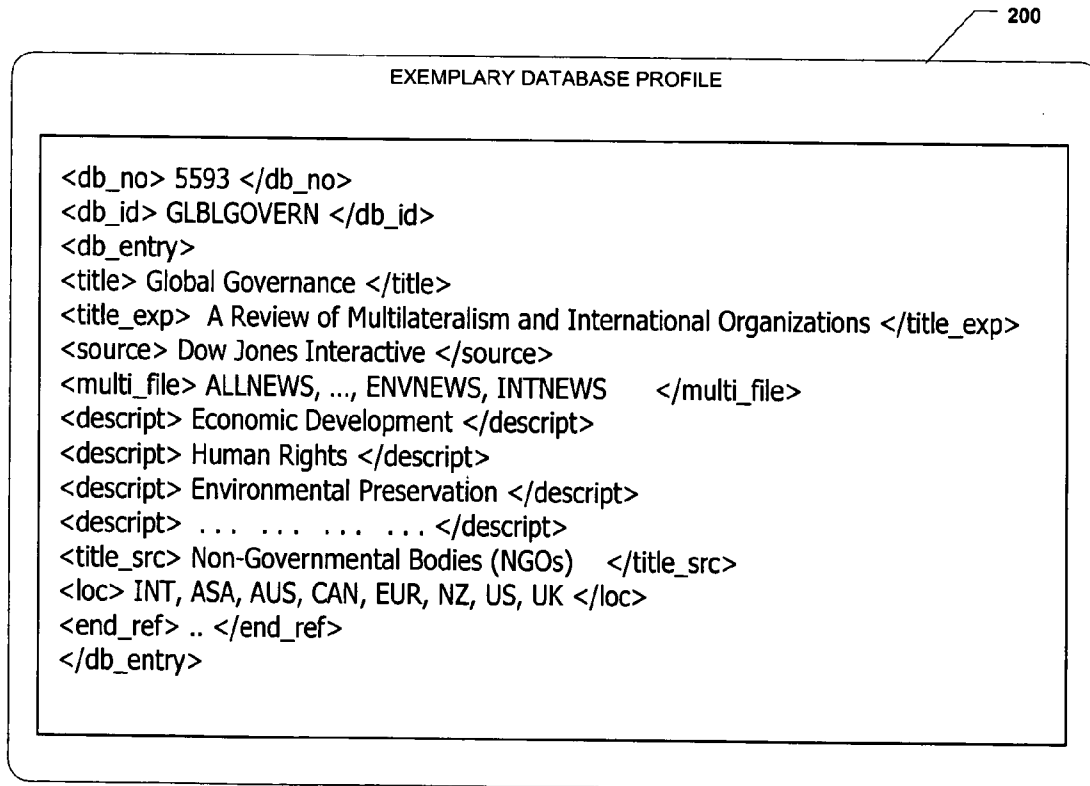 200
EXEMPLARY DATABASE PROFILE
<db_no> 5593 </db_no>
<db_id> GLBLGOVERN </db_id>
<db_entry>
<title> Global Governance </title>
<title_exp> A Review of Multilateralism and International Organizations </title_exp>
<source> Dow Jones Interactive </source>
<multi_file> ALLNEWS, ..., ENVNEWS, INTNEWS </multi_file>
<descript> Economic Development </descript>
<descript> Human Rights </descript>
<descript> Environmental Preservation </descript>
<descript> . . . ... ... ... </descript>
<title_src> Non-Governmental Bodies (NGOs) </title_src>
<loc> INT, ASA, AUS, CAN, EUR, NZ, US, UK </loc>
<end_ref> .. </end_ref>
</db_entry>